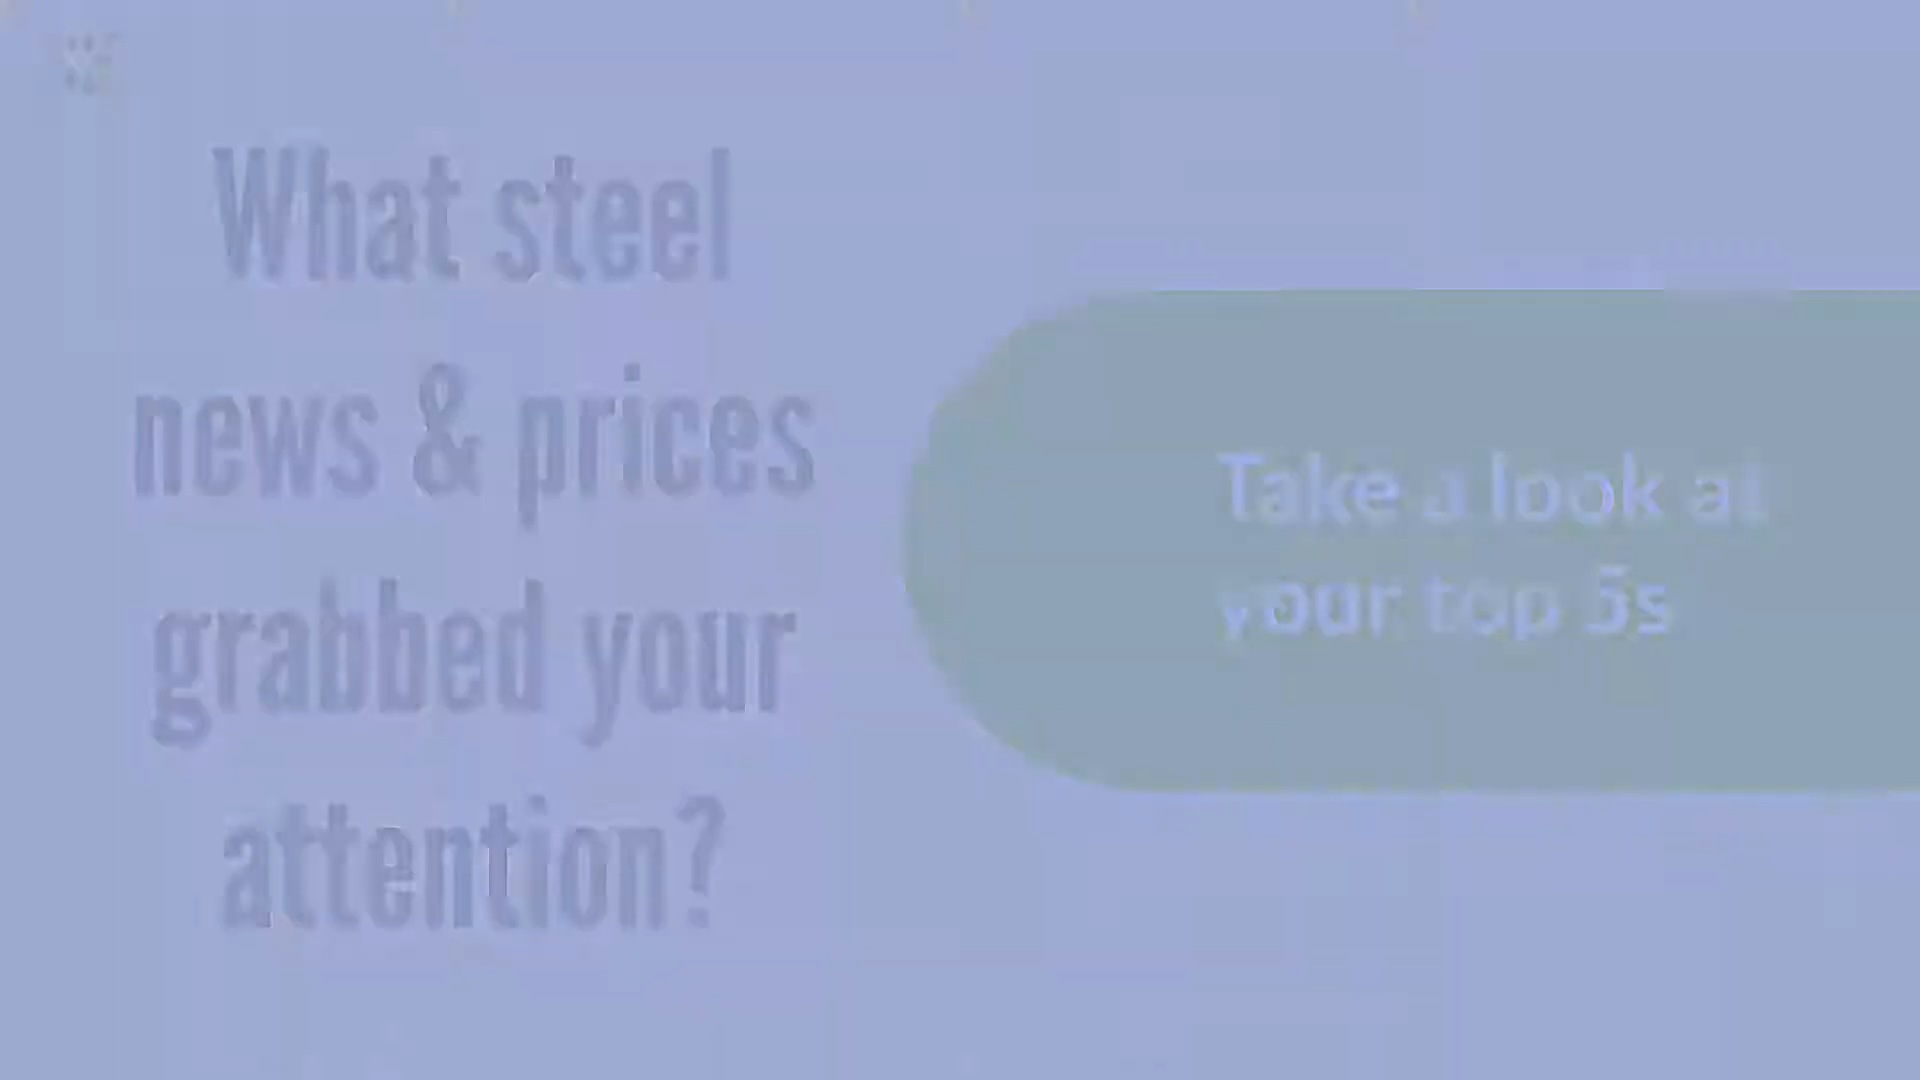 What steel
news & prices
grabbed your
attention?
Take a look at
your top 5s